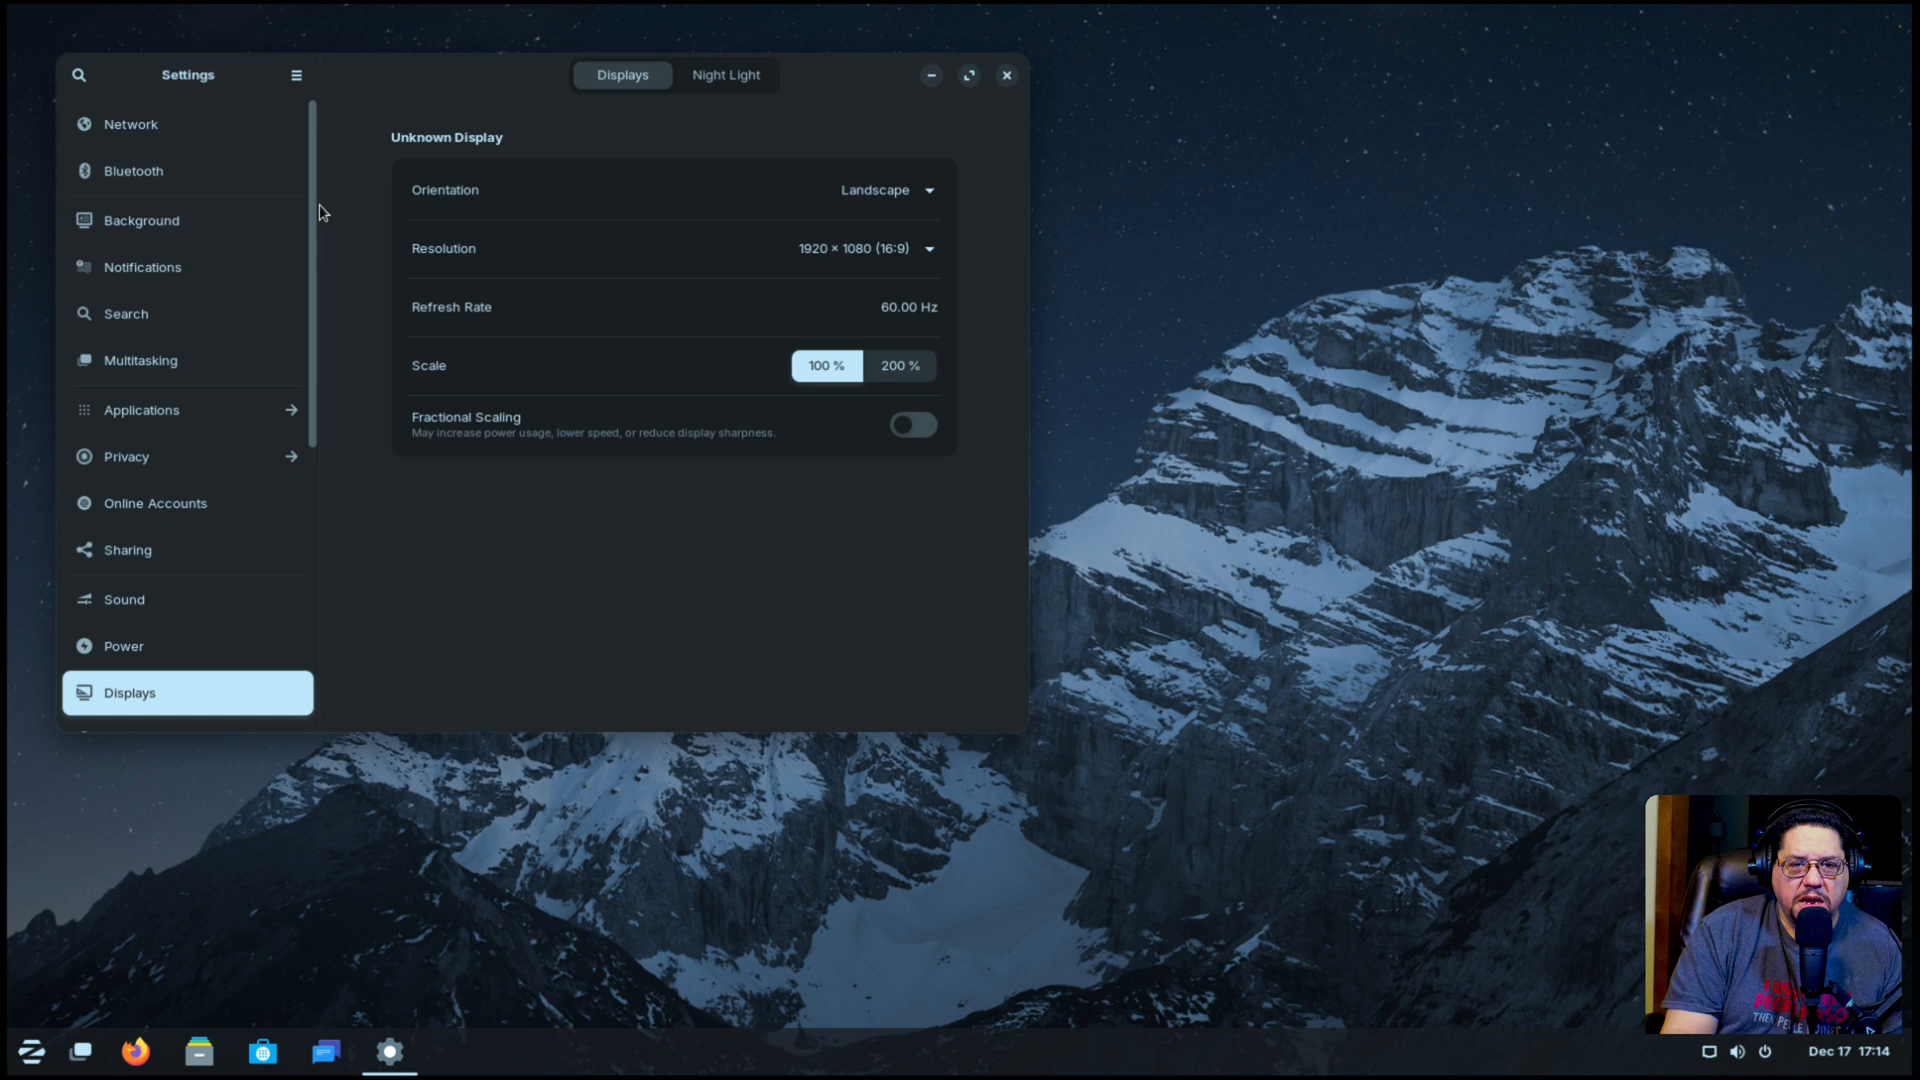 Settings
Displays
Night Light
Network
Bluetooth
Background
Notifications
Search
Multitasking
Applications
Privacy
Online Accounts
Sharing
Sound
Power
Displays
Unknown Display
Orientation
Landscape
Resolution
1920 × 1080 (16:9)
Refresh Rate
60.00 Hz
Scale
100 %
200 %
Fractional Scaling
May increase power usage, lower speed, or reduce display sharpness.
Dec 17 17:14